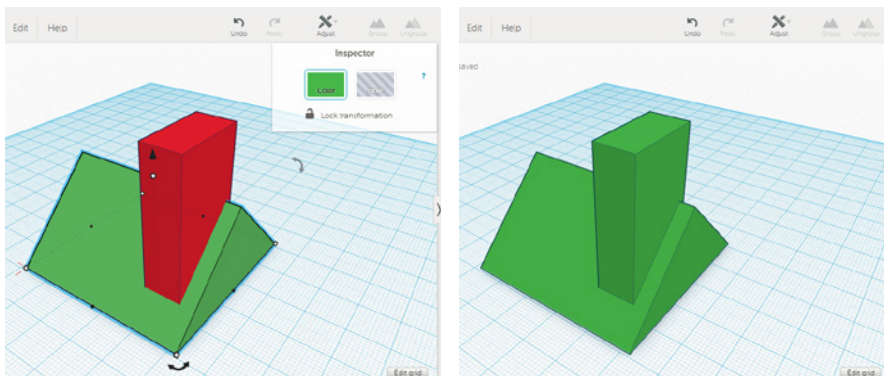 Edit Help Undo Redo Adjust Group Ungroup
Inspector
Color
?
Lock transformation
Edit grid
Edit Help Undo Redo Adjust Group Ungroup
saved
Edit grid